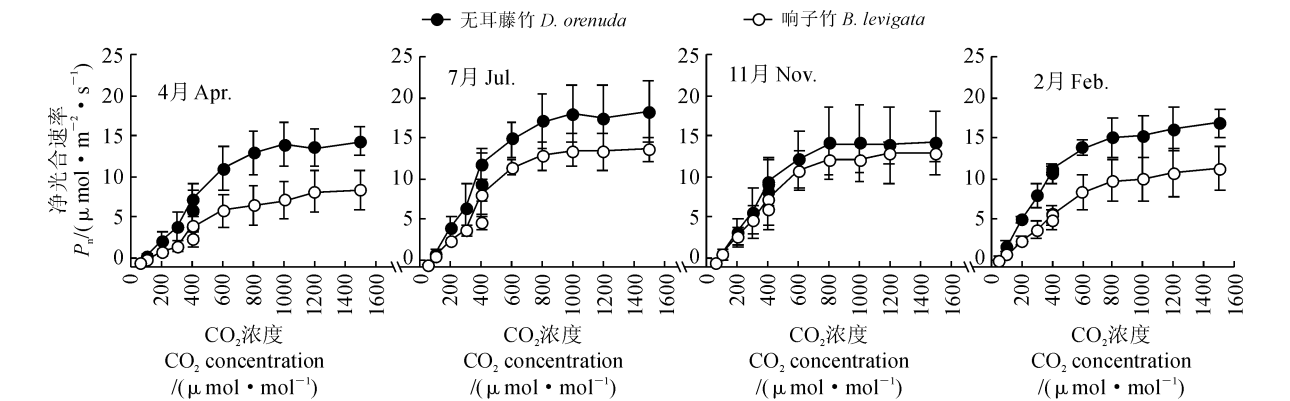 无耳藤竹 D. orenuda
响子竹 B. levigata
净光合速率
Pn/(μ mol·m⁻²·s⁻¹)
25
20
15
10
5
0
4月 Apr.
0
200
400
600
800
1000
1200
1400
1600
CO₂浓度
CO₂ concentration
/(μ mol·mol⁻¹)
25
20
15
10
5
0
7月 Jul.
200
400
600
800
1000
1200
1400
1600
CO₂浓度
CO₂ concentration
/(μ mol·mol⁻¹)
25
20
15
10
5
0
11月 Nov.
200
400
600
800
1000
1200
1400
1600
CO₂浓度
CO₂ concentration
/(μ mol·mol⁻¹)
25
20
15
10
5
0
2月 Feb.
200
400
600
800
1000
1200
1400
1600
CO₂浓度
CO₂ concentration
/(μ mol·mol⁻¹)